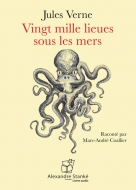 Jules Verne
Vingt mille lieues
sous les mers
Raconté par
Marc-André Coallier
Alexandre Stanké